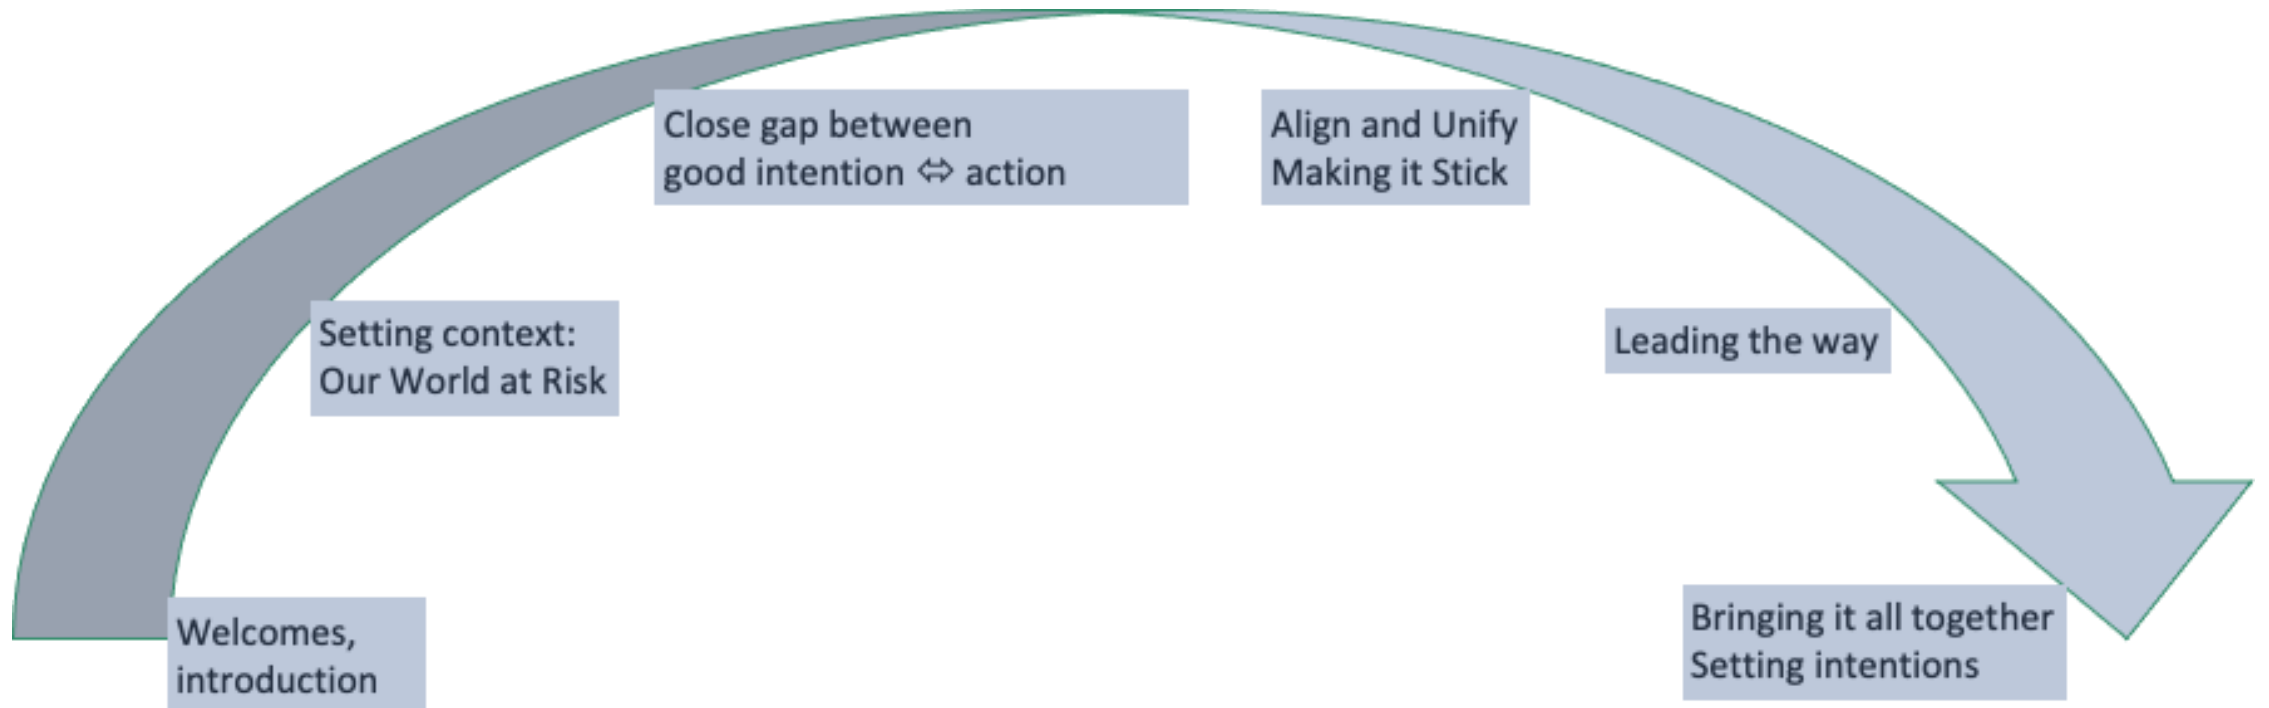 Close gap between
good intention ⬄ action
Align and Unify
Making it Stick
Setting context:
Our World at Risk
Leading the way
Welcomes,
introduction
Bringing it all together
Setting intentions